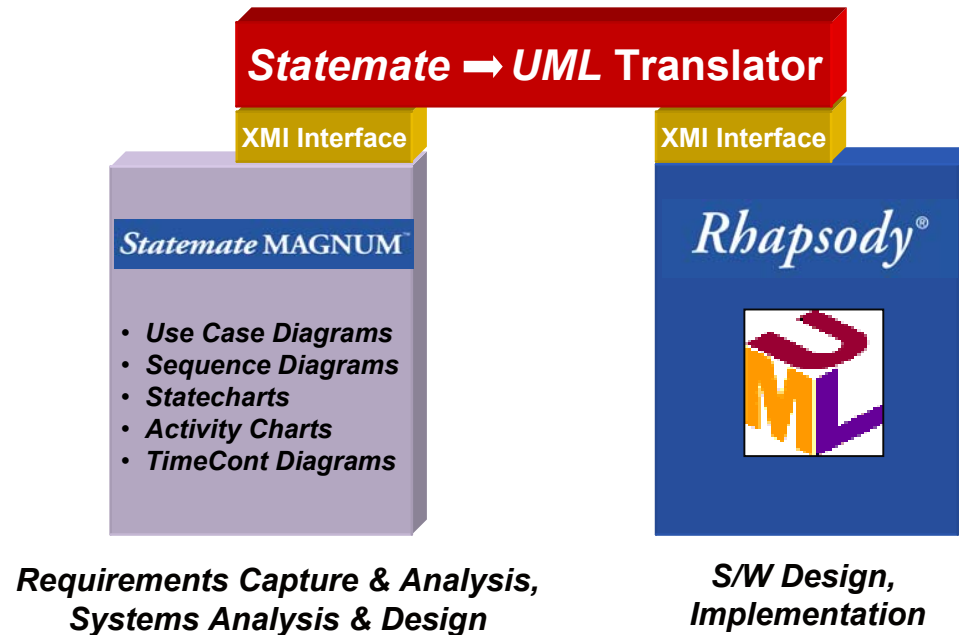 Statemate ➡ UML Translator
XMI Interface
XMI Interface
Statemate MAGNUM™
• Use Case Diagrams
• Sequence Diagrams
• Statecharts
• Activity Charts
• TimeCont Diagrams
Rhapsody®
UML
Requirements Capture & Analysis,
Systems Analysis & Design
S/W Design,
Implementation